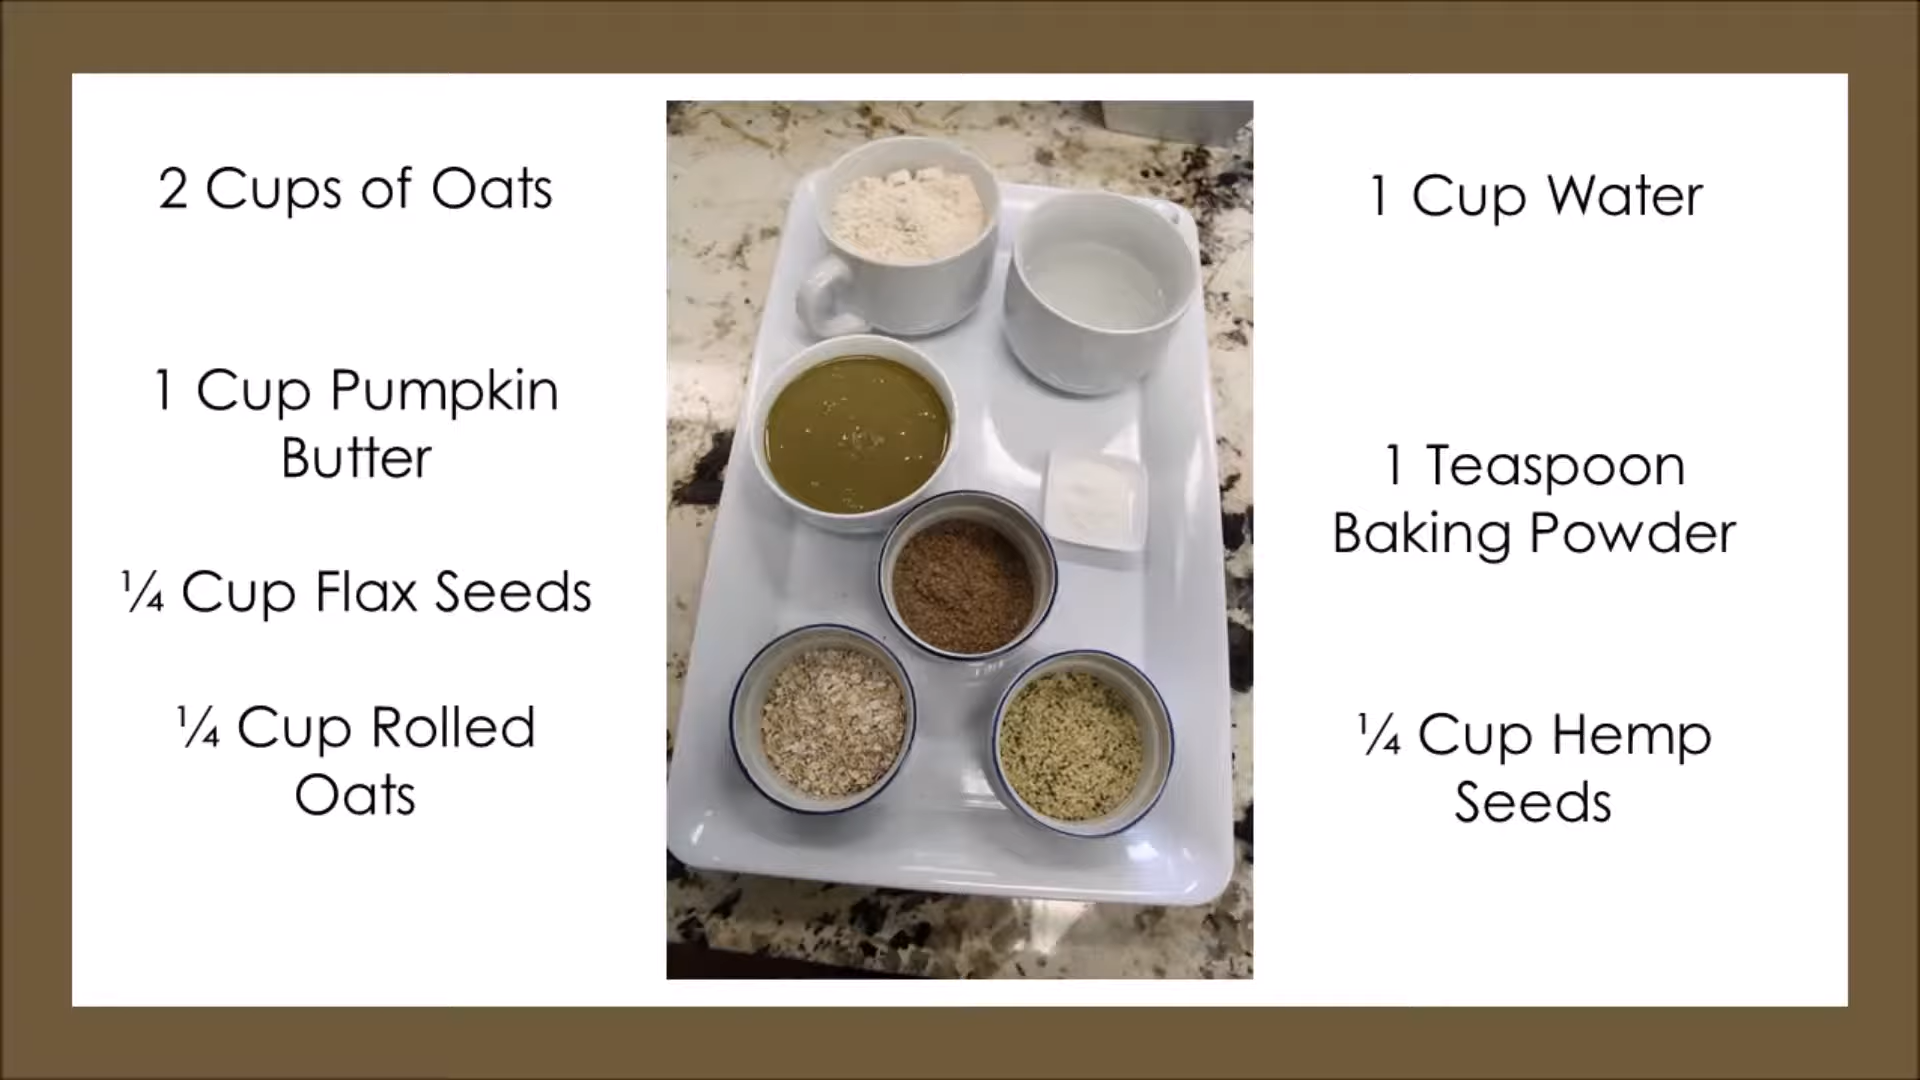 2 Cups of Oats
1 Cup Pumpkin
Butter
¼ Cup Flax Seeds
¼ Cup Rolled
Oats
1 Cup Water
1 Teaspoon
Baking Powder
¼ Cup Hemp
Seeds